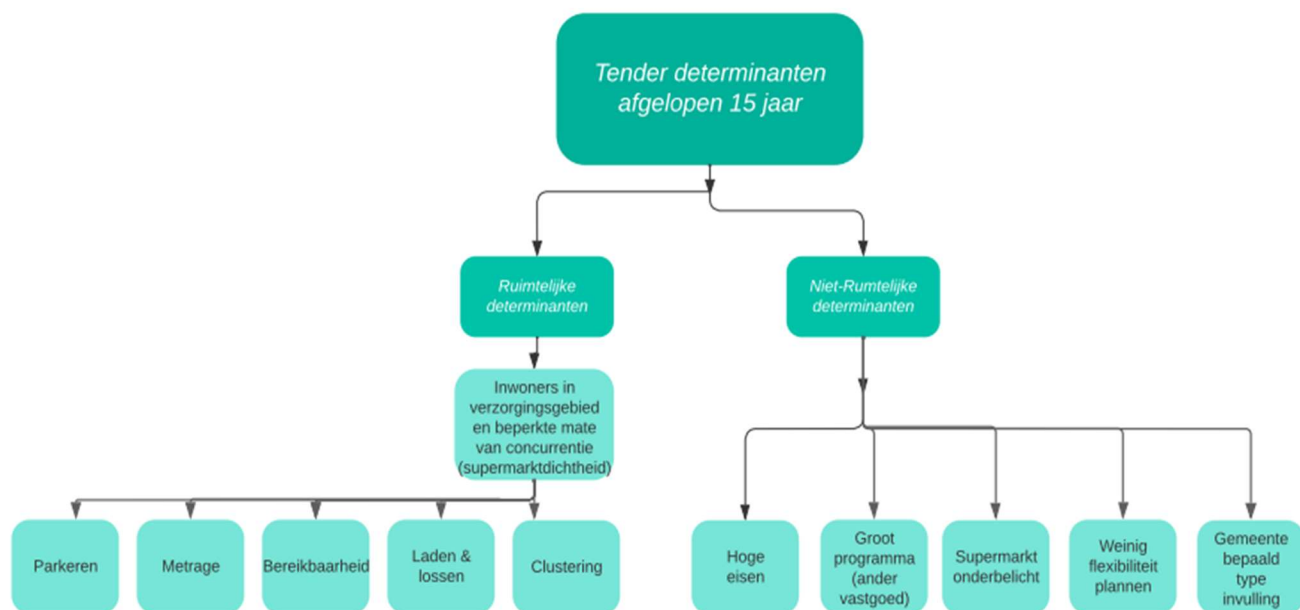 Tender determinanten
afgelopen 15 jaar
Ruimtelijke
determinanten
Niet-Rumtelijke
determinanten
Inwoners in
verzorgingsgebied
en beperkte mate
van concurrentie
(supermarktdichtheid)
Parkeren
Metrage
Bereikbaarheid
Laden &
lossen
Clustering
Hoge
eisen
Groot
programma
(ander
vastgoed)
Supermarkt
onderbelicht
Weinig
flexibiliteit
plannen
Gemeente
bepaald
type
invulling